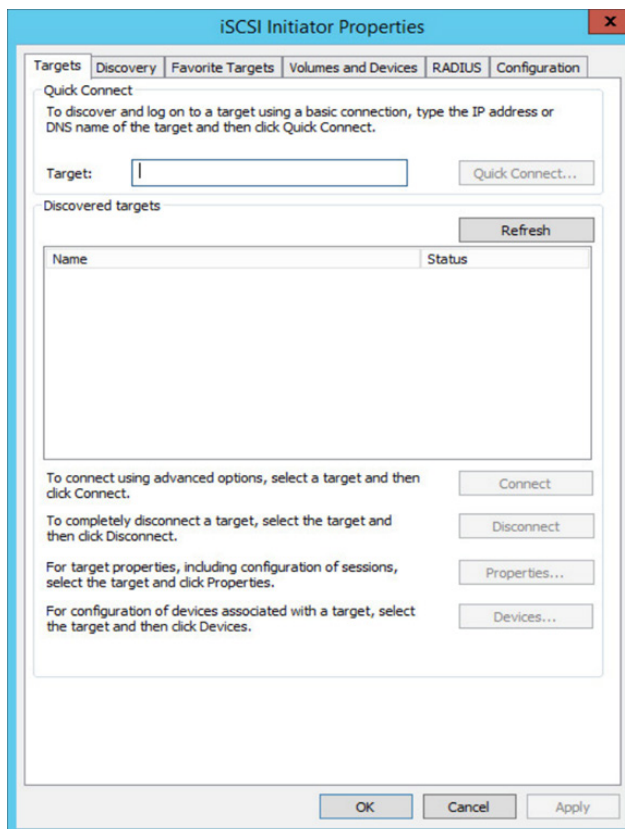 iSCSI Initiator Properties
x
Targets Discovery Favorite Targets Volumes and Devices RADIUS Configuration
Quick Connect
To discover and log on to a target using a basic connection, type the IP address or
DNS name of the target and then click Quick Connect.
Target:
Quick Connect...
Discovered targets
Refresh
Name Status
To connect using advanced options, select a target and then
click Connect.
Connect
To completely disconnect a target, select the target and
then click Disconnect.
Disconnect
For target properties, including configuration of sessions,
select the target and click Properties.
Properties...
For configuration of devices associated with a target, select
the target and then click Devices.
Devices...
OK Cancel Apply